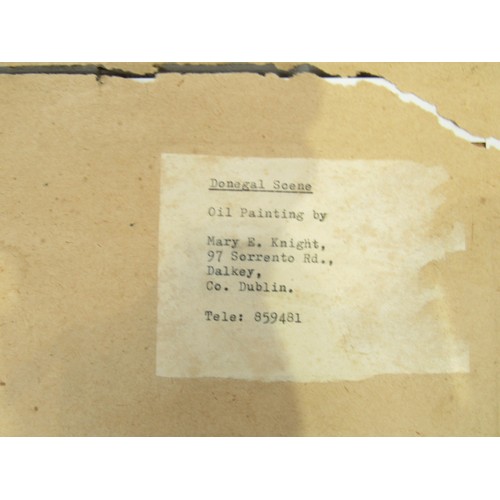 Donegal Scene
Oil Painting by
Mary E. Knight,
97 Sorrento Rd.,
Dalkey,
Co. Dublin.
Tele: 859481